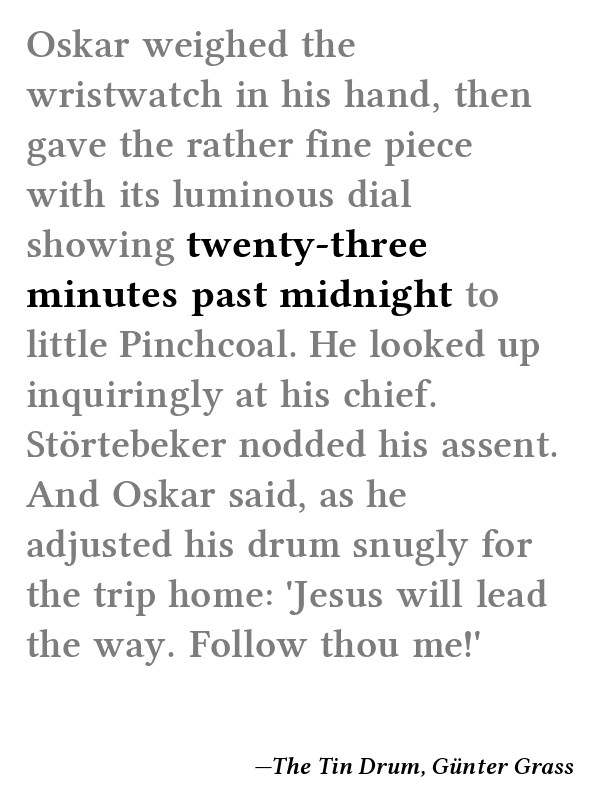 Oskar weighed the
wristwatch in his hand, then
gave the rather fine piece
with its luminous dial
showing twenty-three
minutes past midnight to
little Pinchcoal. He looked up
inquiringly at his chief.
Störtebeker nodded his assent.
And Oskar said, as he
adjusted his drum snugly for
the trip home: 'Jesus will lead
the way. Follow thou me!'
—The Tin Drum, Günter Grass